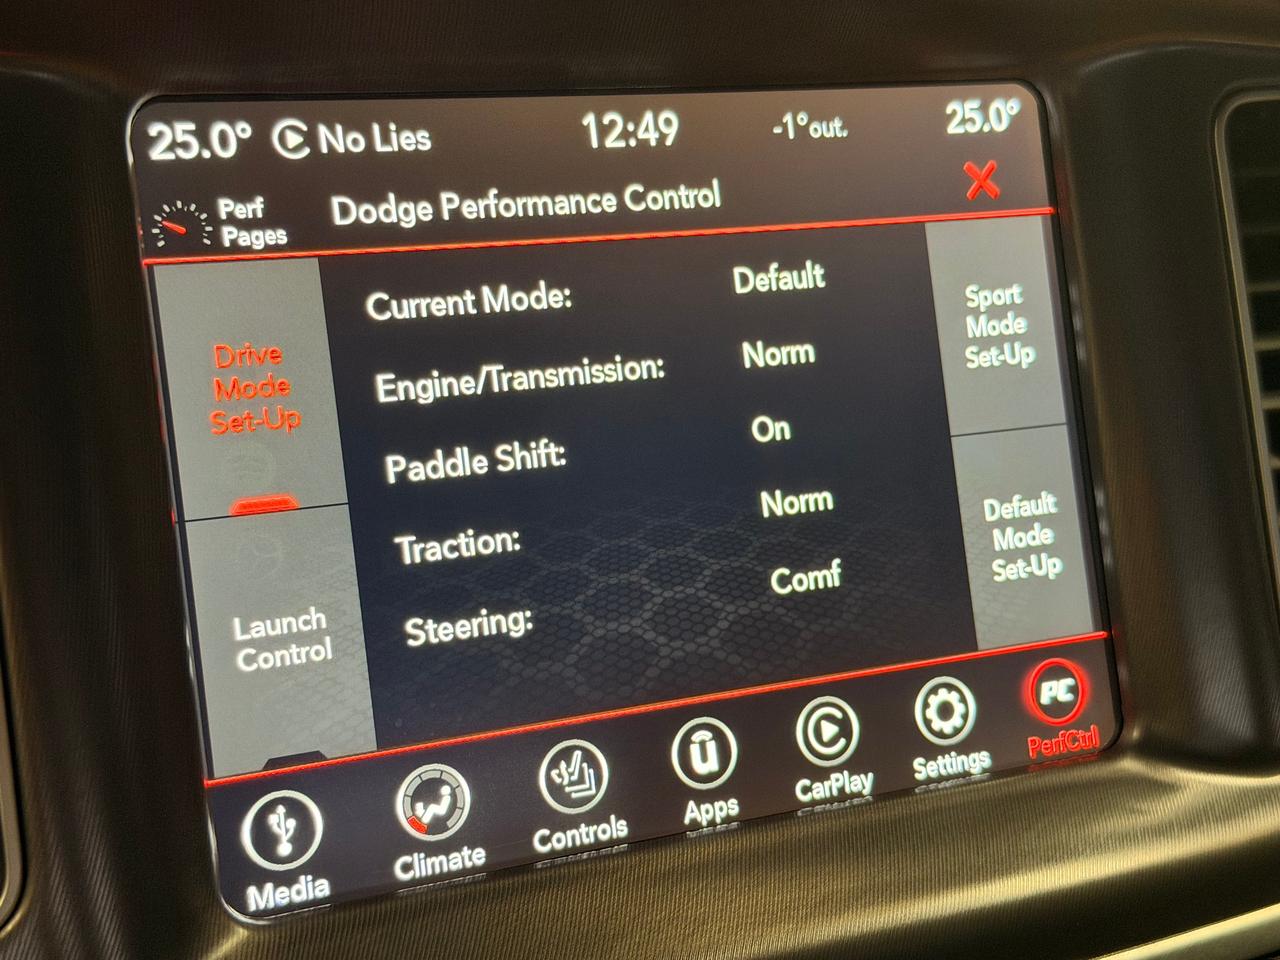 25.0° No Lies 12:49 -1°out. 25.0°
Perf
Pages
Dodge Performance Control
Drive
Mode
Set-Up
Launch
Control
Current Mode: Default
Engine/Transmission: Norm
Paddle Shift: On
Traction: Norm
Steering: Comf
Sport
Mode
Set-Up
Default
Mode
Set-Up
Media
Climate
Controls
Apps
CarPlay
Settings
PC
PerfCtrl